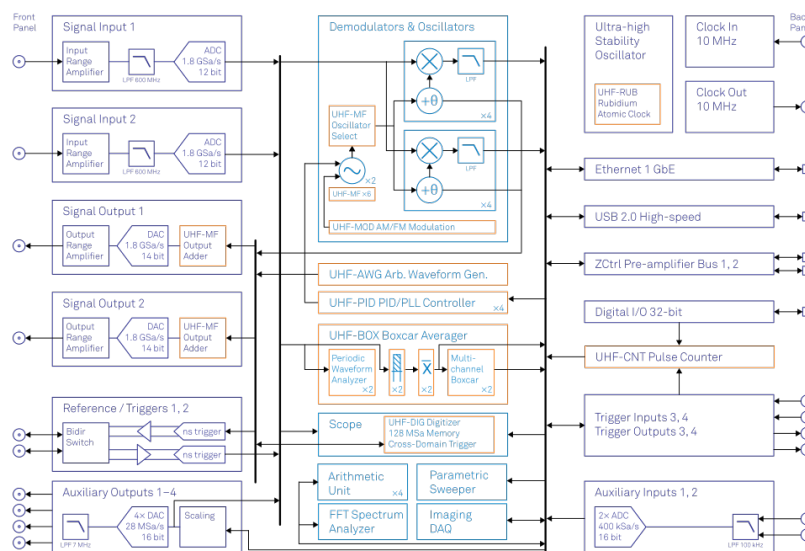 Front
Panel
Signal Input 1
Input
Range
Amplifier
LPF 600 MHz
ADC
1.8 GSa/s
12 bit
Signal Input 2
Input
Range
Amplifier
LPF 600 MHz
ADC
1.8 GSa/s
12 bit
Signal Output 1
Output
Range
Amplifier
DAC
1.8 GSa/s
14 bit
UHF-MF
Output
Adder
Signal Output 2
Output
Range
Amplifier
DAC
1.8 GSa/s
14 bit
UHF-MF
Output
Adder
Reference / Triggers 1, 2
Bidir
Switch
ns trigger
ns trigger
Auxiliary Outputs 1–4
LPF 7 MHz
4× DAC
28 MSa/s
16 bit
Scaling
Demodulators & Oscillators
LPF
+θ
×4
UHF-MF
Oscillator
Select
×2
UHF-MF ×6
LPF
+θ
×4
UHF-MOD AM/FM Modulation
UHF-AWG Arb. Waveform Gen.
UHF-PID PID/PLL Controller
×4
UHF-BOX Boxcar Averager
Periodic
Waveform
Analyzer
×2
×2
X
×2
Multi-
channel
Boxcar
×2
Scope
UHF-DIG Digitizer
128 MSa Memory
Cross-Domain Trigger
Arithmetic
Unit
×4
Parametric
Sweeper
FFT Spectrum
Analyzer
Imaging
DAQ
Ultra-high
Stability
Oscillator
UHF-RUB
Rubidium
Atomic Clock
Clock In
10 MHz
Clock Out
10 MHz
Ethernet 1 GbE
USB 2.0 High-speed
ZCtrl Pre-amplifier Bus 1, 2
Digital I/O 32-bit
UHF-CNT Pulse Counter
Trigger Inputs 3, 4
Trigger Outputs 3, 4
Auxiliary Inputs 1, 2
2× ADC
400 kSa/s
16 bit
LPF 100 kHz